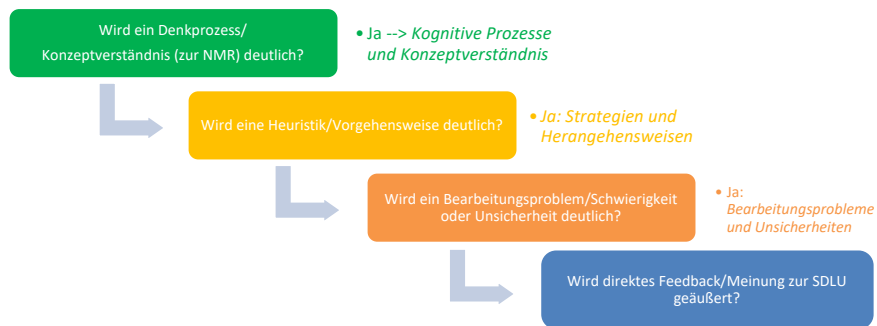 Wird ein Denkprozess/
Konzeptverständnis (zur NMR) deutlich?
• Ja --> Kognitive Prozesse
und Konzeptverständnis
Wird eine Heuristik/Vorgehensweise deutlich?
• Ja: Strategien und
Herangehensweisen
Wird ein Bearbeitungsproblem/Schwierigkeit
oder Unsicherheit deutlich?
• Ja:
Bearbeitungsprobleme
und Unsicherheiten
Wird direktes Feedback/Meinung zur SDLU
geäußert?